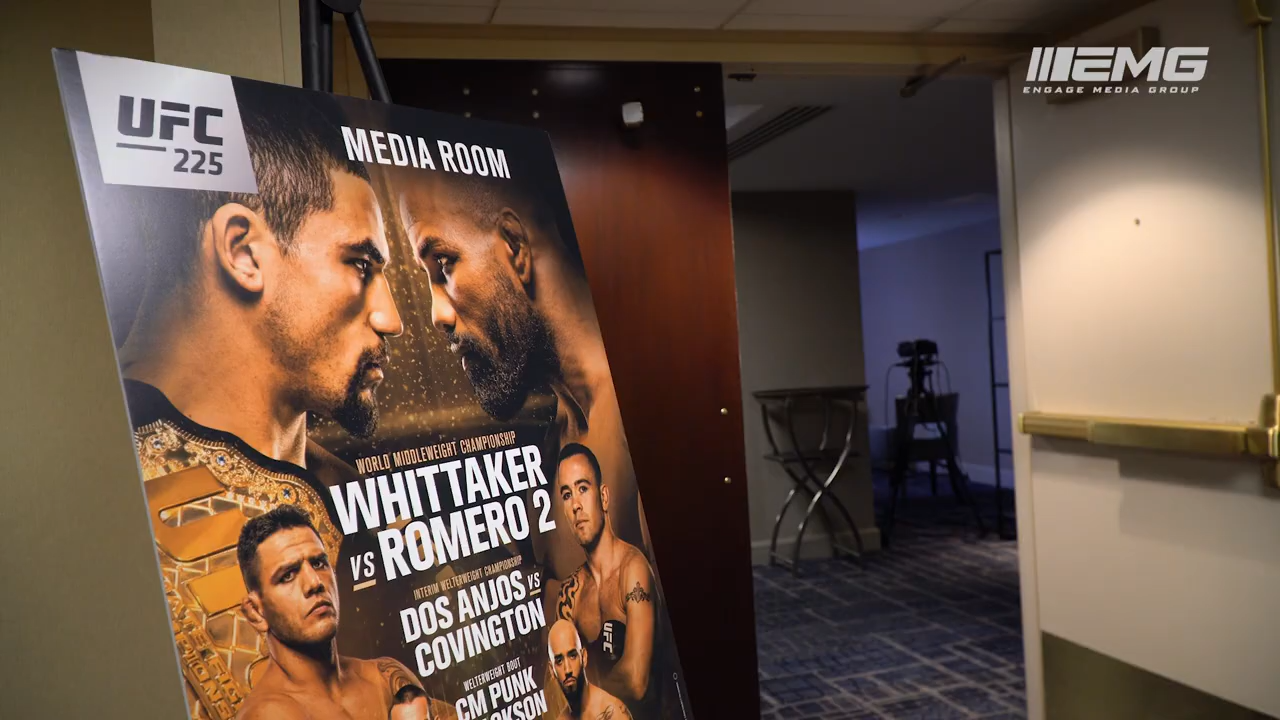 EMG
ENGAGE MEDIA GROUP
UFC
225
MEDIA ROOM
WORLD MIDDLEWEIGHT CHAMPIONSHIP
WHITTAKER
VS ROMERO 2
INTERIM WELTERWEIGHT CHAMPIONSHIP
DOS ANJOS VS
COVINGTON
WELTERWEIGHT BOUT
CM PUNK
UFC